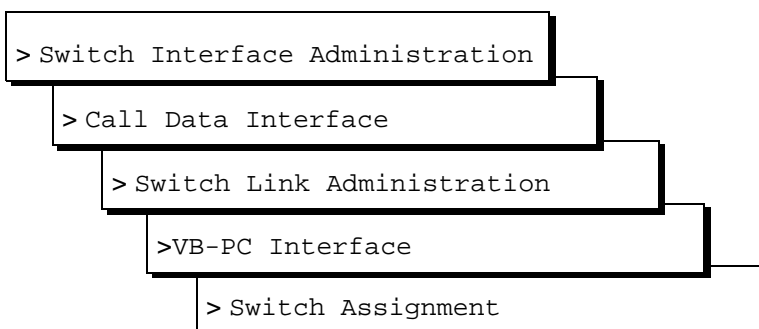 > Switch Interface Administration
> Call Data Interface
> Switch Link Administration
>VB-PC Interface
> Switch Assignment